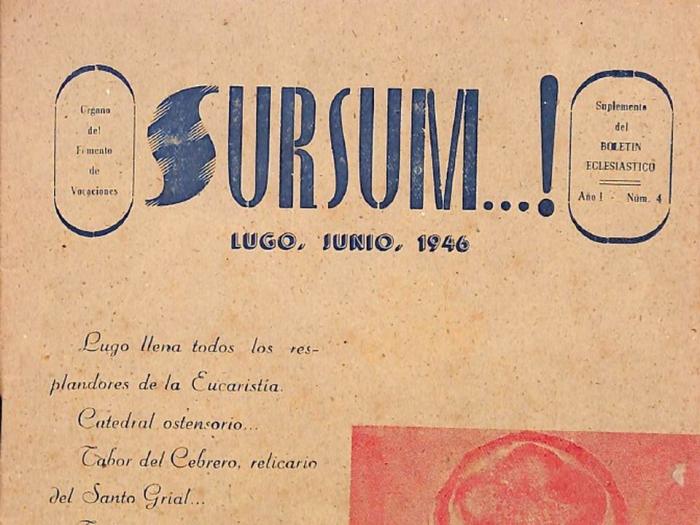 Organo
del
Fomento
de
Vocaciones
SURSUM...!
Suplemento
del
BOLETIN
ECLESIASTICO
Año I - Núm. 4
LUGO, JUNIO, 1946
Lugo llena todos los res-
plandores de la Eucaristía.
Catedral ostensorio...
Tabor del Cebrero, relicario
del Santo Grial...